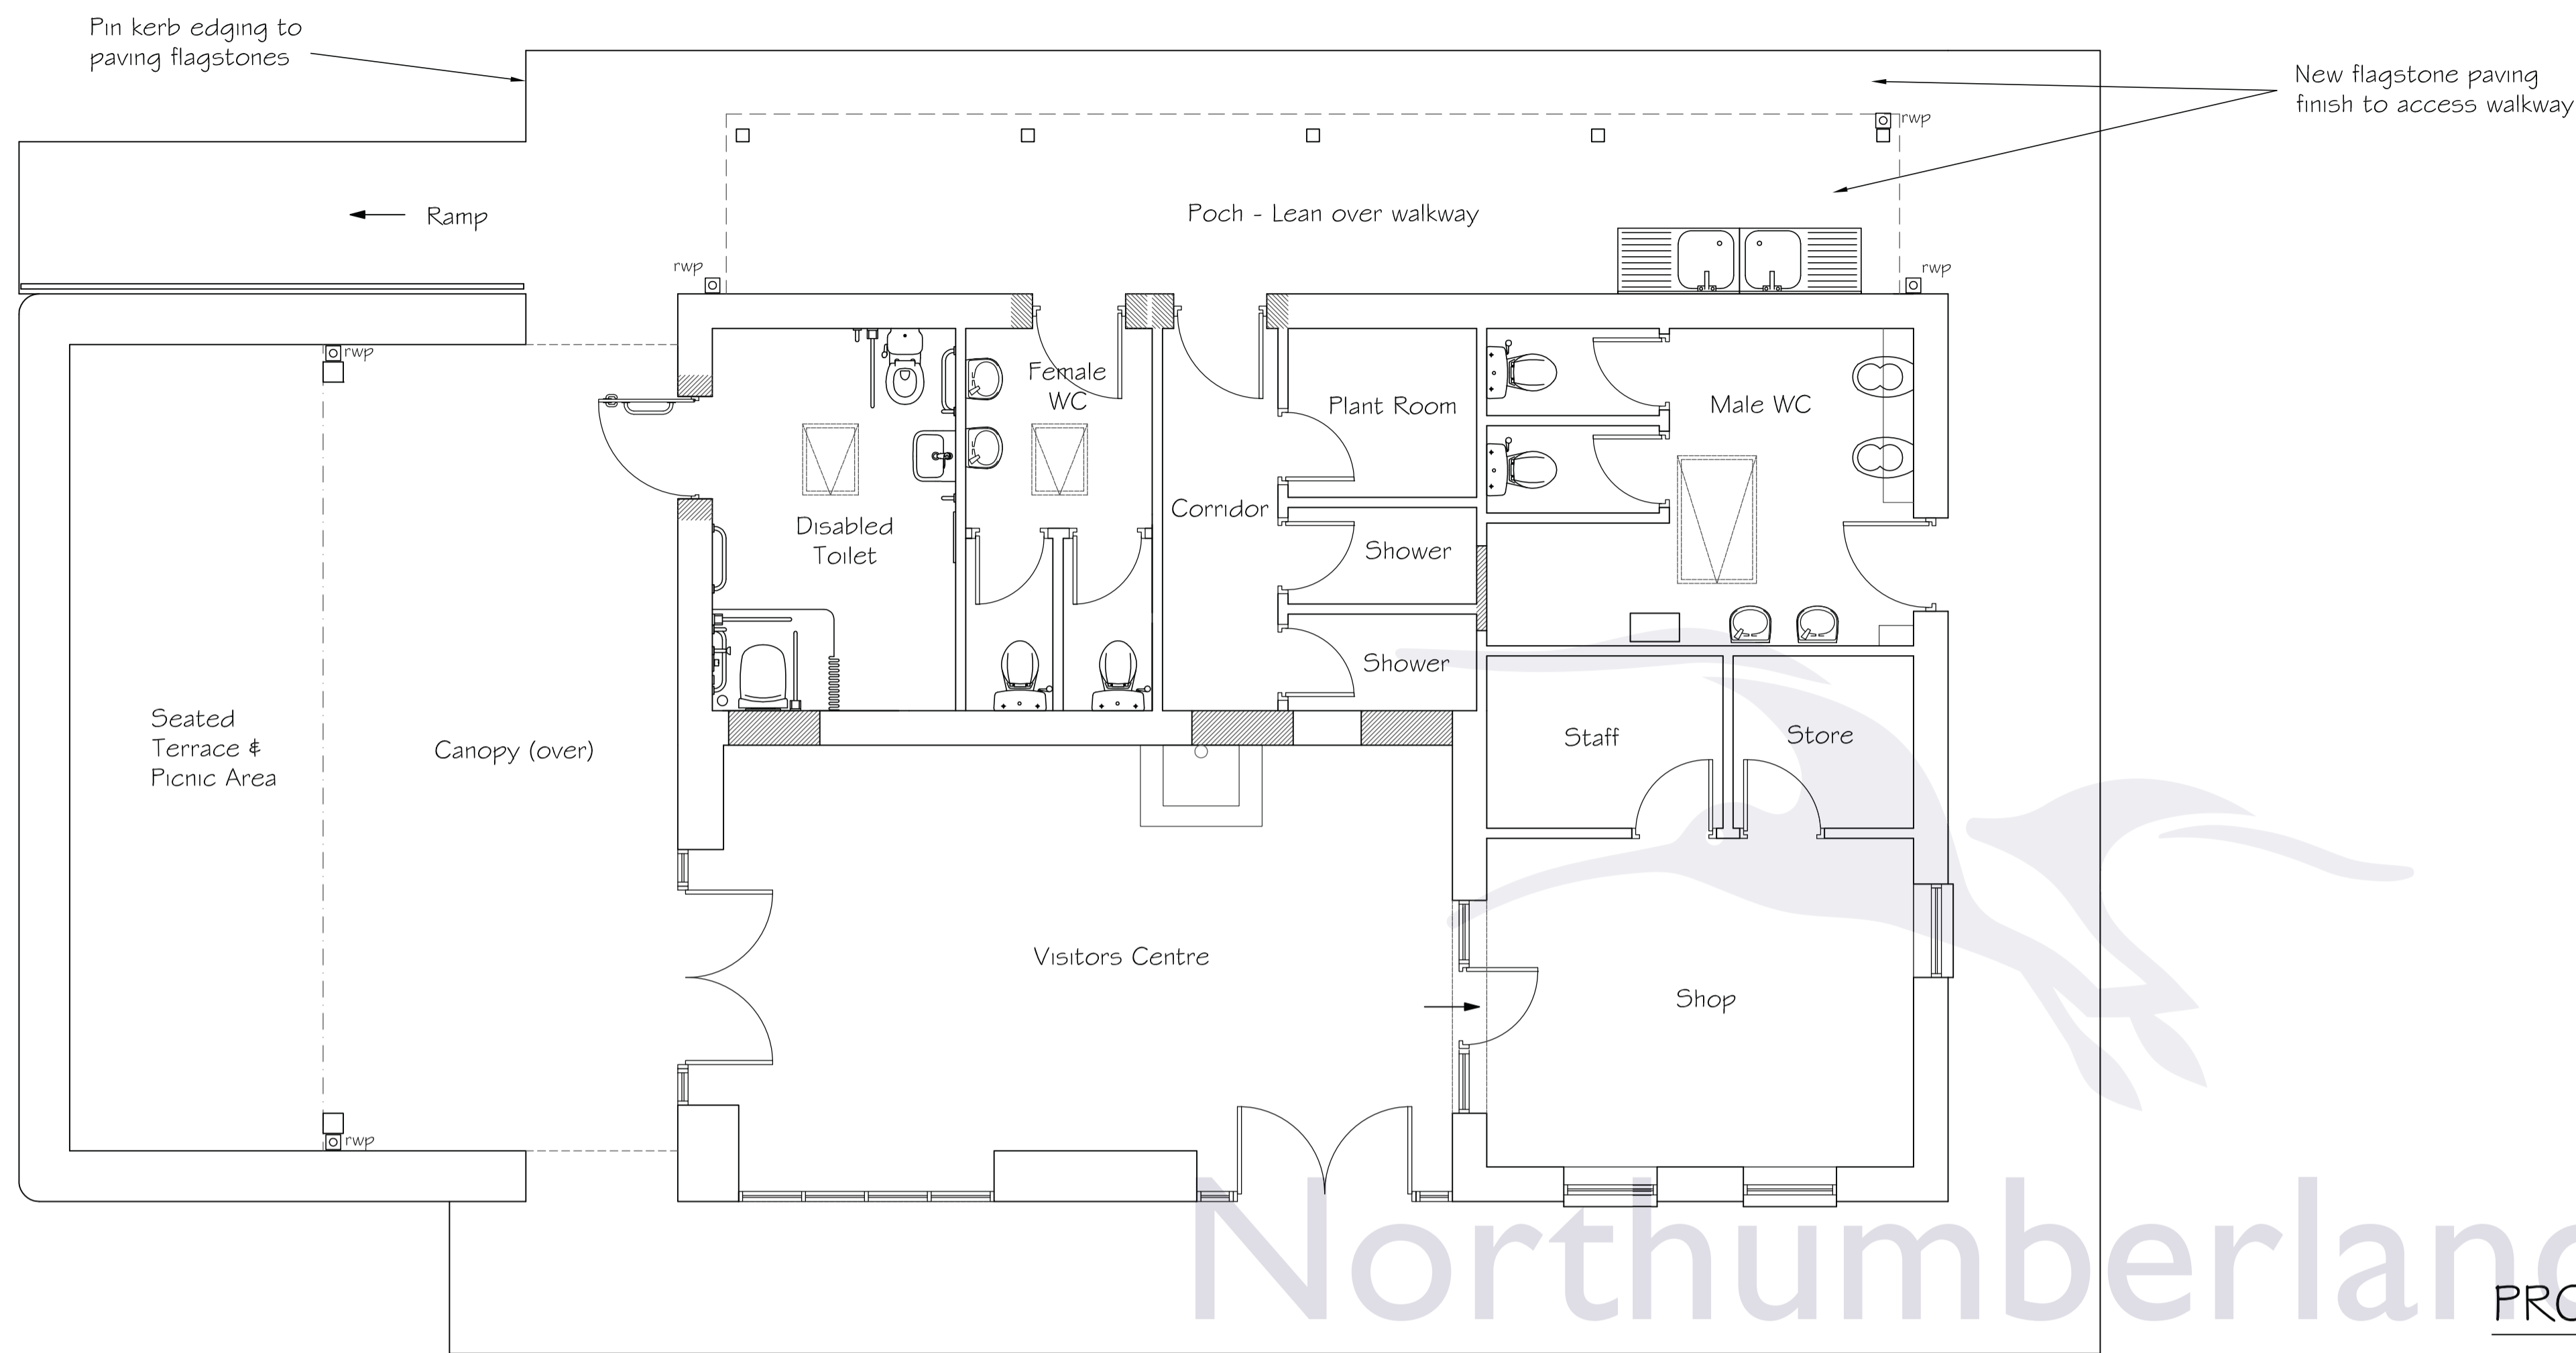 Pin kerb edging to
paving flagstones
New flagstone paving
finish to access walkway
rwp
Ramp
Poch - Lean over walkway
rwp
rwp
rwp
Female
WC
Plant Room
Male WC
Corridor
Disabled
Toilet
Shower
Shower
Seated
Terrace &
Picnic Area
Canopy (over)
Staff
Store
Visitors Centre
Shop
rwp
Northumberland
PRO